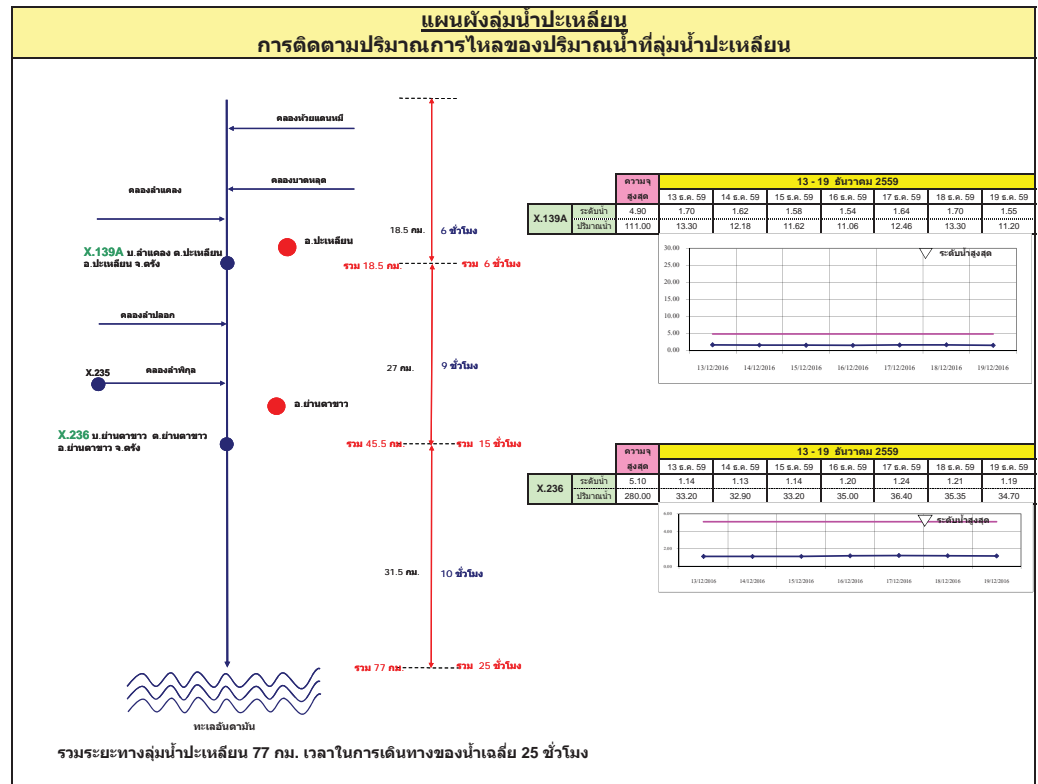 แผนผังลุ่มน้ำปะเหลียน
การติดตามปริมาณการไหลของปริมาณน้ำที่ลุ่มน้ำปะเหลียน
คลองห้วยแดนหมี
คลองบาดหลุด
คลองลำแคลง
18.5 กม. 6 ชั่วโมง
อ.ปะเหลียน
X.139A บ.ลำแคลง ต.ปะเหลียน
อ.ปะเหลียน จ.ตรัง
รวม 18.5 กม. รวม 6 ชั่วโมง
คลองลำปลอก
27 กม. 9 ชั่วโมง
X.235 คลองลำพิกุล
อ.ย่านตาขาว
X.236 บ.ย่านตาขาว ต.ย่านตาขาว
อ.ย่านตาขาว จ.ตรัง
รวม 45.5 กม. รวม 15 ชั่วโมง
31.5 กม. 10 ชั่วโมง
รวม 77 กม. รวม 25 ชั่วโมง
ทะเลอันดามัน
รวมระยะทางลุ่มน้ำปะเหลียน 77 กม. เวลาในการเดินทางของน้ำเฉลี่ย 25 ชั่วโมง
ความจุ 13 - 19 ธันวาคม 2559
สูงสุด 13 ธ.ค. 59 14 ธ.ค. 59 15 ธ.ค. 59 16 ธ.ค. 59 17 ธ.ค. 59 18 ธ.ค. 59 19 ธ.ค. 59
X.139A
ระดับน้ำ 4.90 1.70 1.62 1.58 1.54 1.64 1.70 1.55
ปริมาณน้ำ 111.00 13.30 12.18 11.62 11.06 12.46 13.30 11.20
ระดับน้ำสูงสุด
30.00
25.00
20.00
15.00
10.00
5.00
0.00
13/12/2016 14/12/2016 15/12/2016 16/12/2016 17/12/2016 18/12/2016 19/12/2016
ความจุ 13 - 19 ธันวาคม 2559
สูงสุด 13 ธ.ค. 59 14 ธ.ค. 59 15 ธ.ค. 59 16 ธ.ค. 59 17 ธ.ค. 59 18 ธ.ค. 59 19 ธ.ค. 59
X.236
ระดับน้ำ 5.10 1.14 1.13 1.14 1.20 1.24 1.21 1.19
ปริมาณน้ำ 280.00 33.20 32.90 33.20 35.00 36.40 35.35 34.70
ระดับน้ำสูงสุด
6.00
4.00
2.00
0.00
13/12/2016 14/12/2016 15/12/2016 16/12/2016 17/12/2016 18/12/2016 19/12/2016